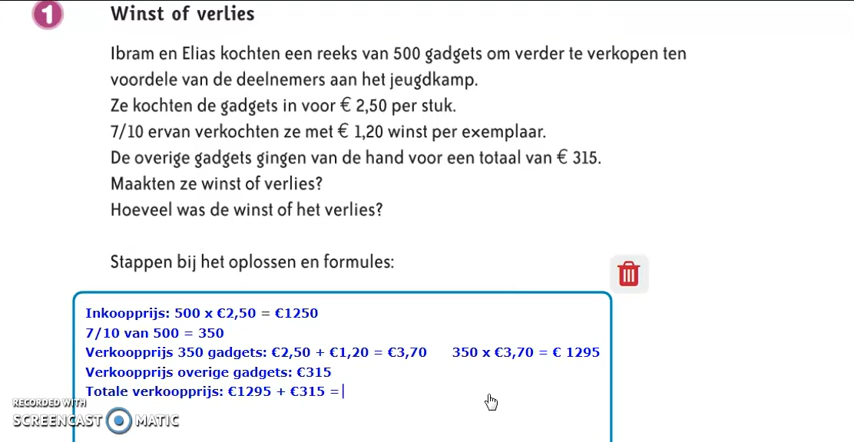 1 Winst of verlies
Ibram en Elias kochten een reeks van 500 gadgets om verder te verkopen ten
voordele van de deelnemers aan het jeugdkamp.
Ze kochten de gadgets in voor € 2,50 per stuk.
7/10 ervan verkochten ze met € 1,20 winst per exemplaar.
De overige gadgets gingen van de hand voor een totaal van € 315.
Maakten ze winst of verlies?
Hoeveel was de winst of het verlies?
Stappen bij het oplossen en formules:
Inkoopprijs: 500 x €2,50 = €1250
7/10 van 500 = 350
Verkoopprijs 350 gadgets: €2,50 + €1,20 = €3,70 350 x €3,70 = € 1295
Verkoopprijs overige gadgets: €315
Totale verkoopprijs: €1295 + €315 =
RECORDED WITH
SCREENCAST MATIC